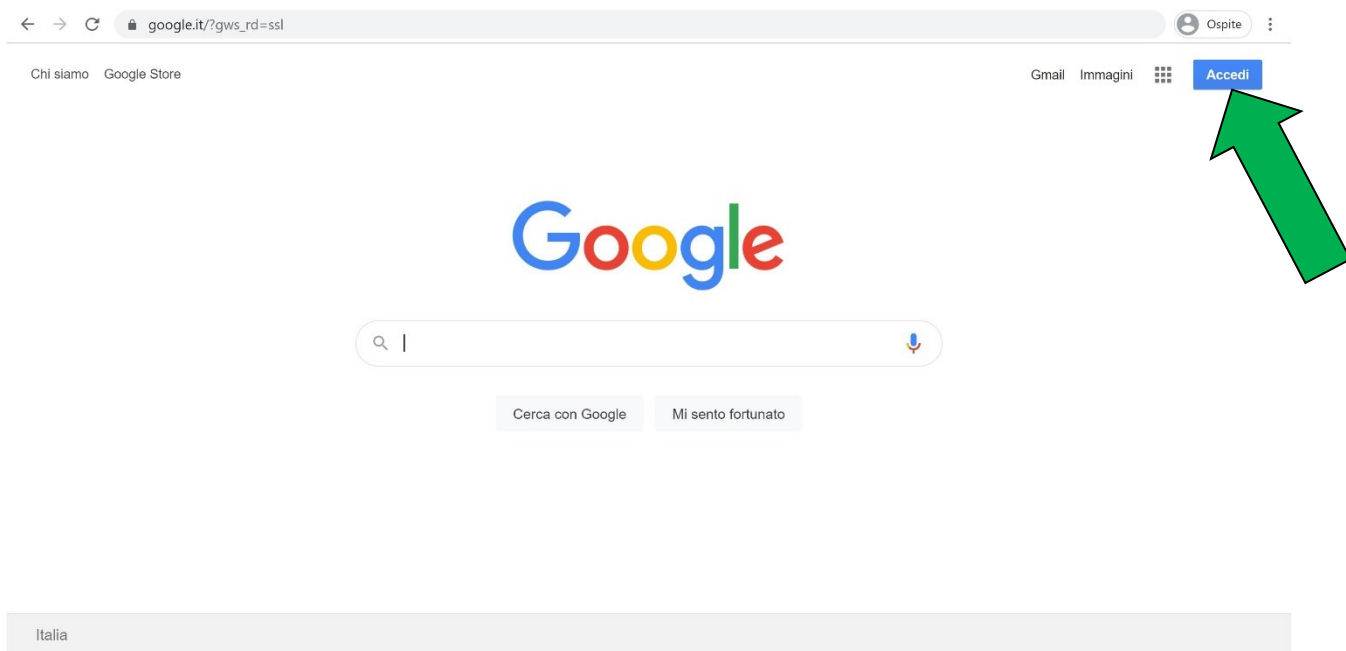 google.it/?gws_rd=ssl Ospite
Chi siamo Google Store Gmail Immagini Accedi
Google
Cerca con Google Mi sento fortunato
Italia